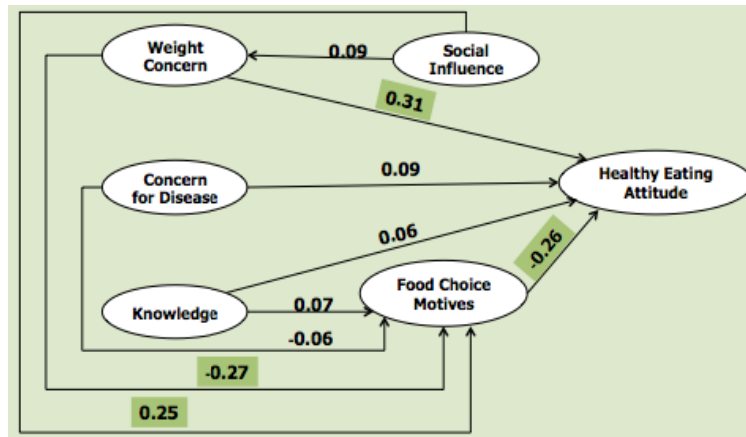 Weight
Concern
0.09
Social
Influence
0.31
Concern
for Disease
0.09
Healthy Eating
Attitude
0.06
-0.26
Knowledge
0.07
Food Choice
Motives
-0.06
-0.27
0.25